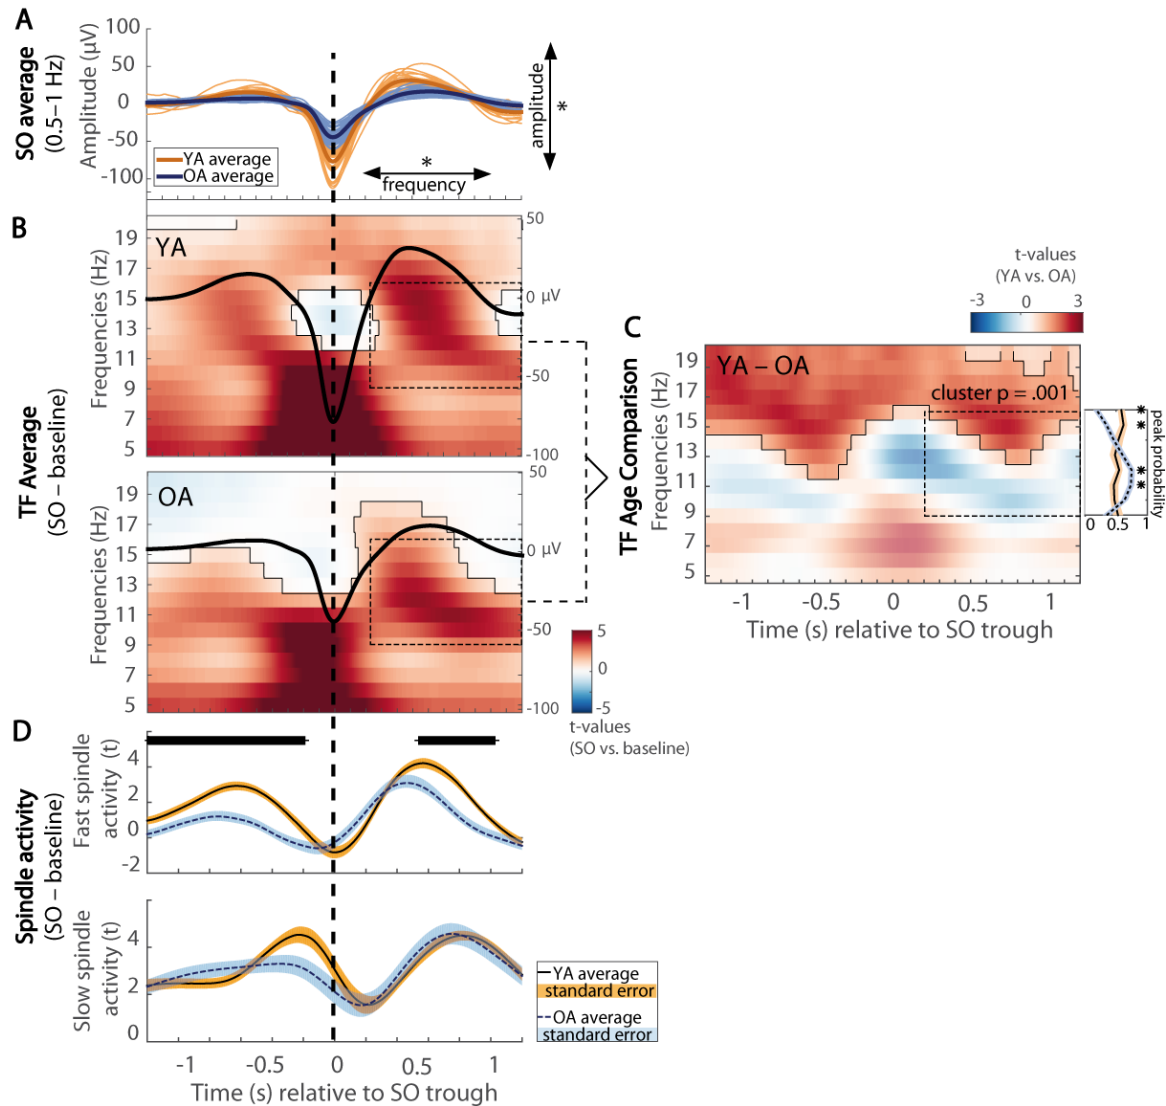 A
SO average
(0.5–1 Hz)
Amplitude (µV)
100
50
0
-50
-100
YA average
OA average
*
frequency
amplitude
*
B
TF Average
(SO – baseline)
YA
Frequencies (Hz)
19
17
15
13
11
9
7
5
50
0 µV
-50
-100
OA
Frequencies (Hz)
19
17
15
13
11
9
7
5
50
0 µV
-50
-100
5
0
-5
t-values
(SO vs. baseline)
t-values
(YA vs. OA)
-3 0 3
C
TF Age Comparison
Frequencies (Hz)
19
17
15
13
11
9
7
5
YA – OA
cluster p = .001
-1 -0.5 0 0.5 1
Time (s) relative to SO trough
peak probability
*
*
*
*
0 0.5 1
D
Spindle activity
(SO – baseline)
Fast spindle
activity (t)
4
2
0
-2
Slow spindle
activity (t)
4
2
0
-1 -0.5 0 0.5 1
Time (s) relative to SO trough
YA average
standard error
OA average
standard error